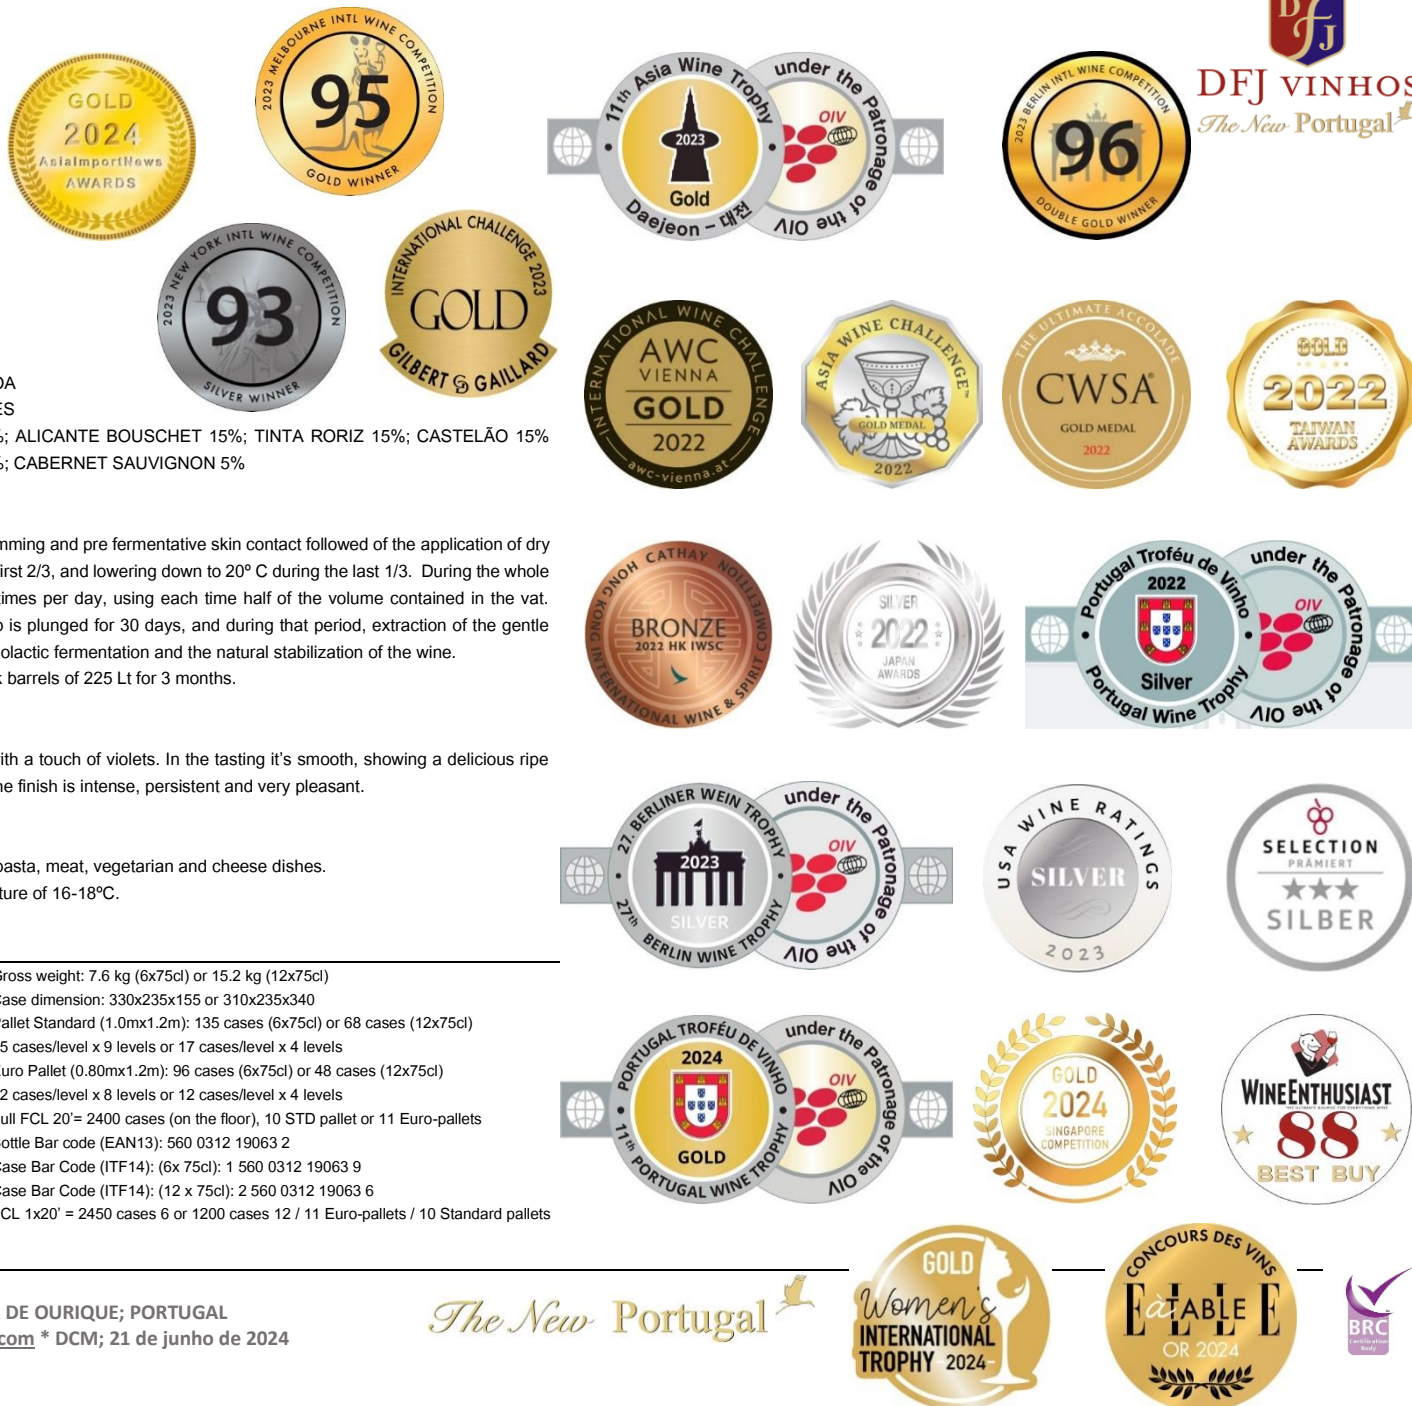 DFJ
DFJ VINHOS
The New Portugal
GOLD
2024
AsiaImportNews
AWARDS
2023 MELBOURNE INTL WINE COMPETITION
95
GOLD WINNER
11th Asia Wine Trophy
2023
Gold
Daejeon – 대전
under the Patronage of the OIV
OIV
2023 BERLIN INTL WINE COMPETITION
96
DOUBLE GOLD WINNER
2023 NEW YORK INTL WINE COMPETITION
93
SILVER WINNER
INTERNATIONAL CHALLENGE 2023
GOLD
GILBERT & GAILLARD
INTERNATIONAL WINE CHALLENGE
AWC
VIENNA
GOLD
2022
awc-vienna.at
ASIA WINE CHALLENGE™
GOLD MEDAL
2022
THE ULTIMATE ACCOLADE
CWSA®
GOLD MEDAL
2022
GOLD
2022
TAIWAN
AWARDS
DA
ES
%; ALICANTE BOUSCHET 15%; TINTA RORIZ 15%; CASTELÃO 15%
%; CABERNET SAUVIGNON 5%
mming and pre fermentative skin contact followed of the application of dry
first 2/3, and lowering down to 20º C during the last 1/3. During the whole
times per day, using each time half of the volume contained in the vat.
p is plunged for 30 days, and during that period, extraction of the gentle
olactic fermentation and the natural stabilization of the wine.
k barrels of 225 Lt for 3 months.
HONG KONG INTERNATIONAL WINE & SPIRIT COMPETITION
CATHAY
BRONZE
2022 HK IWSC
SILVER
2022
JAPAN
AWARDS
Portugal Troféu de Vinho
2022
Silver
Portugal Wine Trophy
under the Patronage of the OIV
OIV
with a touch of violets. In the tasting it's smooth, showing a delicious ripe
he finish is intense, persistent and very pleasant.
pasta, meat, vegetarian and cheese dishes.
ature of 16-18ºC.
27. BERLINER WEIN TROPHY
2023
SILVER
27th BERLIN WINE TROPHY
under the Patronage of the OIV
OIV
USA WINE RATINGS
SILVER
2023
SELECTION
PRÄMIERT
SILBER
Gross weight: 7.6 kg (6x75cl) or 15.2 kg (12x75cl)
Case dimension: 330x235x155 or 310x235x340
Pallet Standard (1.0mx1.2m): 135 cases (6x75cl) or 68 cases (12x75cl)
5 cases/level x 9 levels or 17 cases/level x 4 levels
Euro Pallet (0.80mx1.2m): 96 cases (6x75cl) or 48 cases (12x75cl)
2 cases/level x 8 levels or 12 cases/level x 4 levels
Full FCL 20'= 2400 cases (on the floor), 10 STD pallet or 11 Euro-pallets
Bottle Bar code (EAN13): 560 0312 19063 2
Case Bar Code (ITF14): (6x 75cl): 1 560 0312 19063 9
Case Bar Code (ITF14): (12 x 75cl): 2 560 0312 19063 6
FCL 1x20' = 2450 cases 6 or 1200 cases 12 / 11 Euro-pallets / 10 Standard pallets
PORTUGAL TROFÉU DE VINHO
2024
GOLD
11th PORTUGAL WINE TROPHY
under the Patronage of the OIV
OIV
GOLD
2024
SINGAPORE
COMPETITION
WINEENTHUSIAST
88
BEST BUY
DE OURIQUE; PORTUGAL
com * DCM; 21 de junho de 2024
The New Portugal
GOLD
Women's
INTERNATIONAL
TROPHY -2024-
CONCOURS DES VINS
ELLE
à TABLE
OR 2024
BRC
Certification
Body